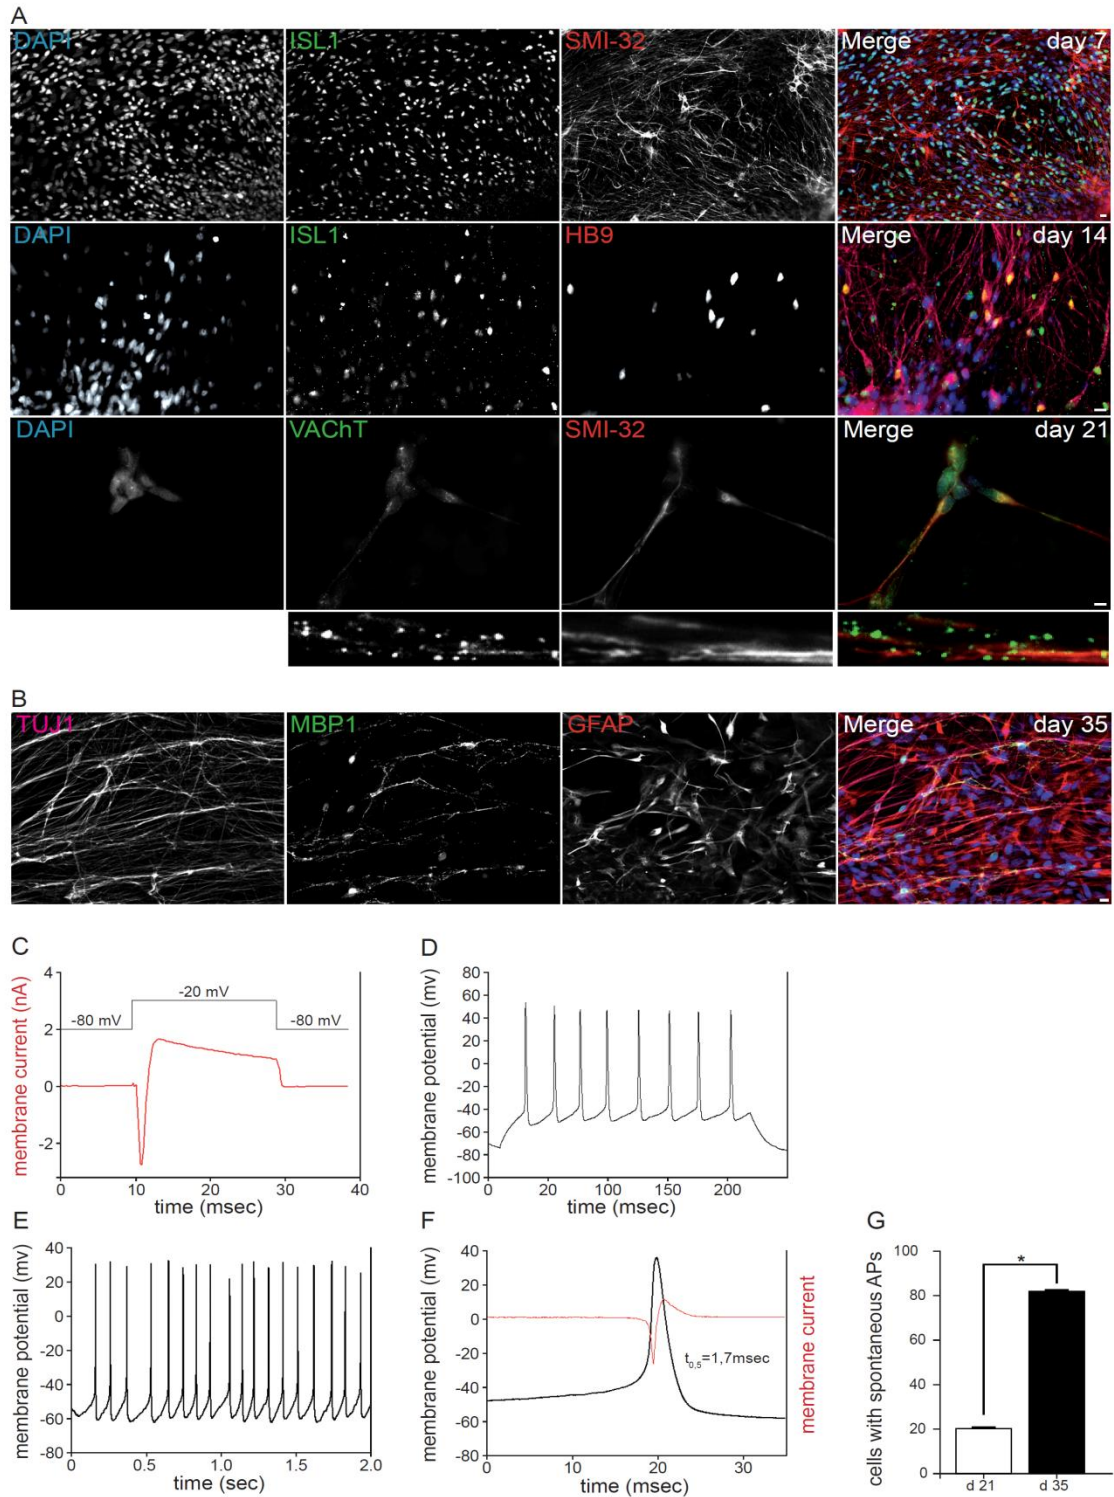 A
DAPI ISL1 SMI-32 Merge day 7
DAPI ISL1 HB9 Merge day 14
DAPI VAChT SMI-32 Merge day 21
B
TUJ1 MBP1 GFAP Merge day 35
C
membrane current (nA)
4
2
0
-2
-80 mV
-20 mV
-80 mV
0 10 20 30 40
time (msec)
D
membrane potential (mv)
80
60
40
20
0
-20
-40
-60
-80
-100
0 20 100 150 200
time (msec)
E
membrane potential (mv)
40
20
0
-20
-40
-60
-80
0 0.5 1.0 1.5 2.0
time (sec)
F
membrane potential (mv)
40
20
0
-20
-40
-60
-80
t0,5=1,7msec
membrane current
0 10 20 30
time (msec)
G
cells with spontaneous APs
100
80
60
40
20
0
*
d 21 d 35